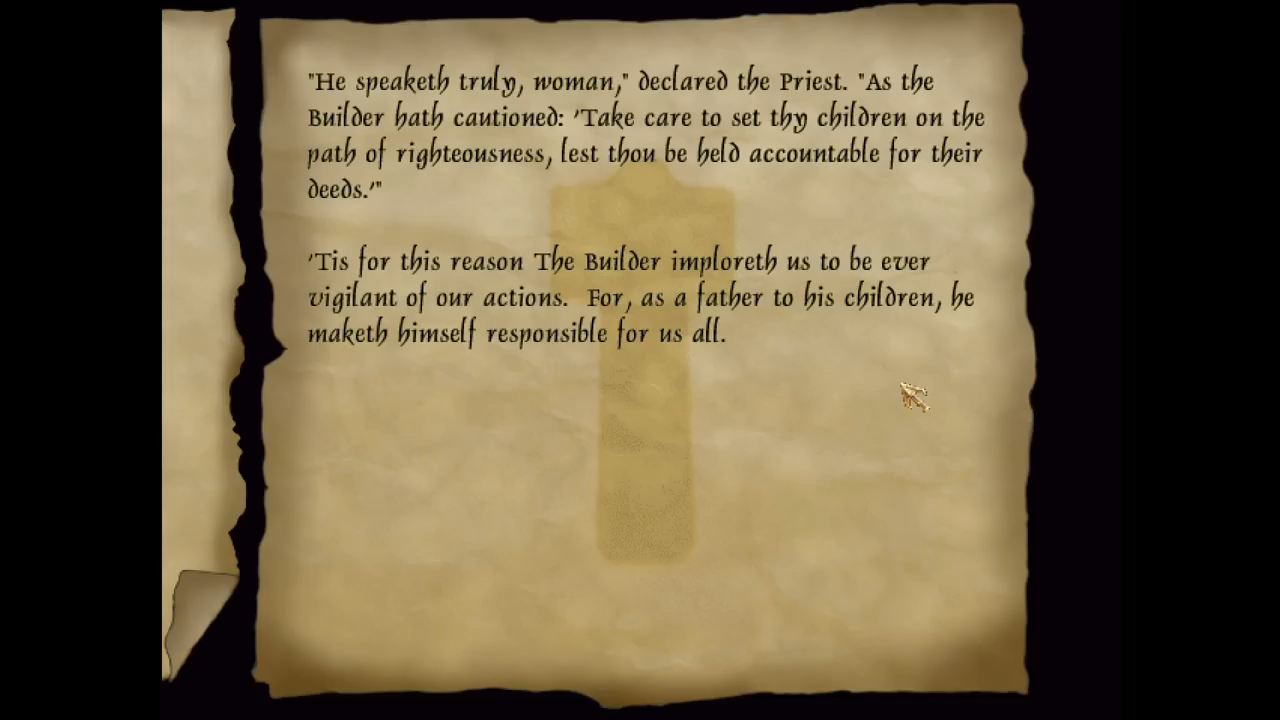 "He speaketh truly, woman," declared the Priest. "As the
Builder hath cautioned: 'Take care to set thy children on the
path of righteousness, lest thou be held accountable for their
deeds.'"
'Tis for this reason The Builder imploreth us to be ever
vigilant of our actions.  For, as a father to his children, he
maketh himself responsible for us all.